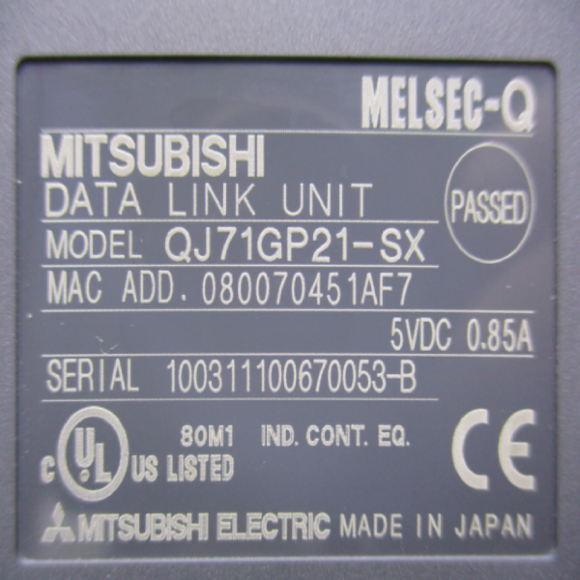 MELSEC-Q
MITSUBISHI
DATA LINK UNIT
PASSED
MODEL QJ71GP21-SX
MAC ADD. 080070451AF7
5VDC 0.85A
SERIAL 100311100670053-B
80M1 IND. CONT. EQ.
C UL US LISTED
CE
MITSUBISHI ELECTRIC MADE IN JAPAN